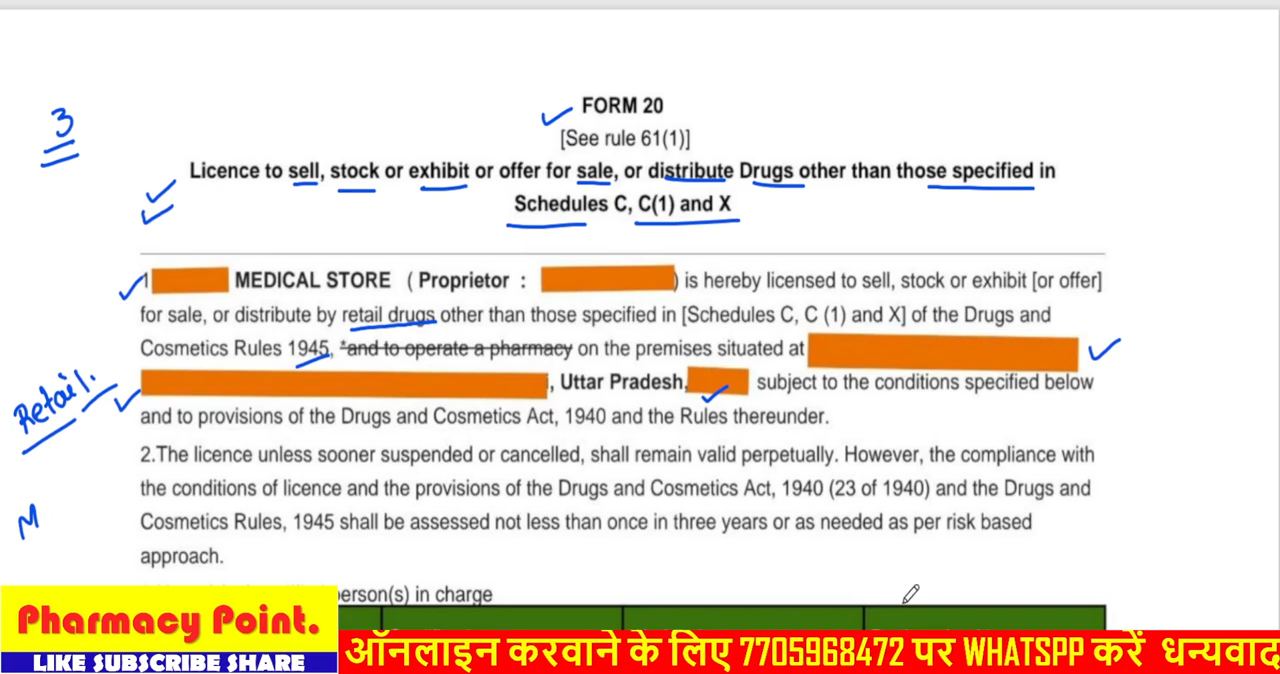 3
FORM 20
[See rule 61(1)]
Licence to sell, stock or exhibit or offer for sale, or distribute Drugs other than those specified in
Schedules C, C(1) and X
1
MEDICAL STORE ( Proprietor : ) is hereby licensed to sell, stock or exhibit [or offer]
for sale, or distribute by retail drugs other than those specified in [Schedules C, C (1) and X] of the Drugs and
Cosmetics Rules 1945, *and to operate a pharmacy on the premises situated at
, Uttar Pradesh, subject to the conditions specified below
Retail.
and to provisions of the Drugs and Cosmetics Act, 1940 and the Rules thereunder.
2.The licence unless sooner suspended or cancelled, shall remain valid perpetually. However, the compliance with
the conditions of licence and the provisions of the Drugs and Cosmetics Act, 1940 (23 of 1940) and the Drugs and
M
Cosmetics Rules, 1945 shall be assessed not less than once in three years or as needed as per risk based
approach.
person(s) in charge
Pharmacy Point.
LIKE SUBSCRIBE SHARE
ऑनलाइन करवाने के लिए 7705968472 पर WHATSPP करें धन्यवाद